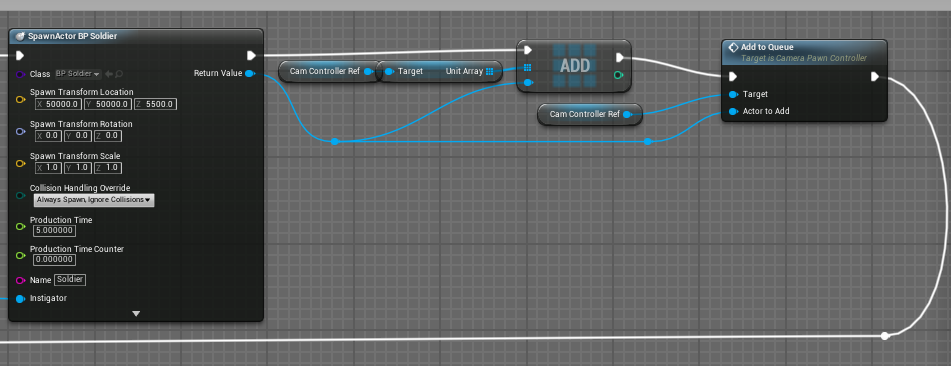 SpawnActor BP Soldier
Class BP Soldier
Return Value
Spawn Transform Location
X 50000.0 Y 50000.0 Z 5500.0
Spawn Transform Rotation
X 0.0 Y 0.0 Z 0.0
Spawn Transform Scale
X 1.0 Y 1.0 Z 1.0
Collision Handling Override
Always Spawn, Ignore Collisions
Production Time
5.000000
Production Time Counter
0.000000
Name Soldier
Instigator
Cam Controller Ref
Target Unit Array
ADD
Cam Controller Ref
Add to Queue
Target is Camera Pawn Controller
Target
Actor to Add